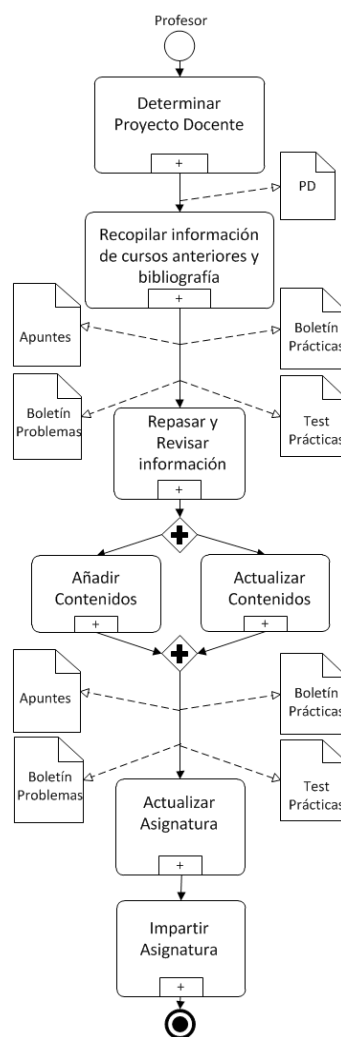 Profesor
Determinar
Proyecto Docente
+
PD
Recopilar información
de cursos anteriores y
bibliografía
+
Apuntes
Boletín
Prácticas
Boletín
Problemas
Test
Prácticas
Repasar y
Revisar
información
+
Añadir
Contenidos
+
Actualizar
Contenidos
+
Apuntes
Boletín
Prácticas
Boletín
Problemas
Test
Prácticas
Actualizar
Asignatura
+
Impartir
Asignatura
+